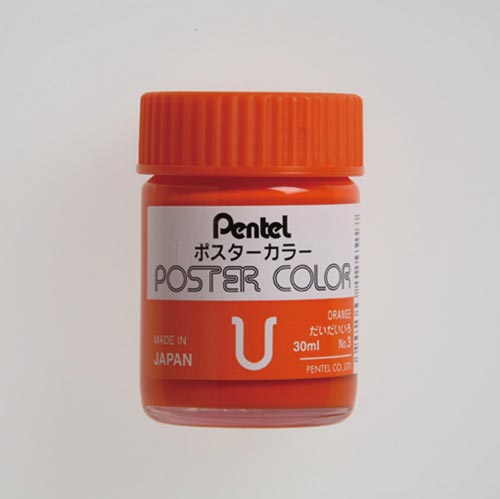 Pentel
ポスターカラー
POSTER COLOR
ORANGE
だいだいいろ
30ml No.3
U
MADE IN
JAPAN
PENTEL CO.,LTD.